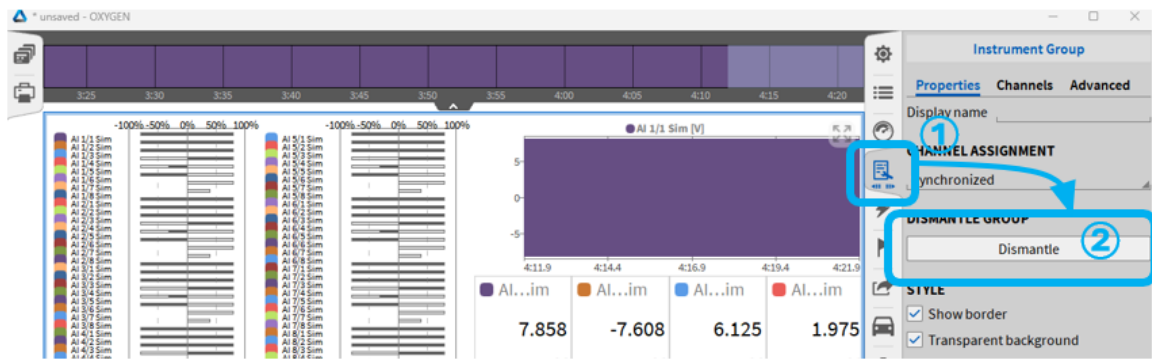 * unsaved - OXYGEN
3:25 3:30 3:35 3:40 3:45 3:50 3:55 4:00 4:05 4:10 4:15 4:20
-100% -50% 0% 50% 100%
AI 1/1 Sim
AI 1/2 Sim
AI 1/3 Sim
AI 1/4 Sim
AI 1/5 Sim
AI 1/6 Sim
AI 1/7 Sim
AI 1/8 Sim
AI 2/1 Sim
AI 2/2 Sim
AI 2/3 Sim
AI 2/4 Sim
AI 2/5 Sim
AI 2/6 Sim
AI 2/7 Sim
AI 2/8 Sim
AI 3/1 Sim
AI 3/2 Sim
AI 3/3 Sim
AI 3/4 Sim
AI 3/5 Sim
AI 3/6 Sim
AI 3/7 Sim
AI 3/8 Sim
AI 4/1 Sim
AI 4/2 Sim
AI 4/3 Sim
-100% -50% 0% 50% 100%
AI 5/1 Sim
AI 5/2 Sim
AI 5/3 Sim
AI 5/4 Sim
AI 5/5 Sim
AI 5/6 Sim
AI 5/7 Sim
AI 5/8 Sim
AI 6/1 Sim
AI 6/2 Sim
AI 6/3 Sim
AI 6/4 Sim
AI 6/5 Sim
AI 6/6 Sim
AI 6/7 Sim
AI 6/8 Sim
AI 7/1 Sim
AI 7/2 Sim
AI 7/3 Sim
AI 7/4 Sim
AI 7/5 Sim
AI 7/6 Sim
AI 7/7 Sim
AI 7/8 Sim
AI 8/1 Sim
AI 8/2 Sim
AI 8/3 Sim
AI 1/1 Sim [V]
5
0
-5
4:11.9 4:14.4 4:16.9 4:19.4 4:21.9
AI...im AI...im AI...im AI...im
7.858 -7.608 6.125 1.975
Instrument Group
Properties Channels Advanced
Display name
1
CHANNEL ASSIGNMENT
Synchronized
DISMANTLE GROUP
Dismantle
2
STYLE
Show border
Transparent background